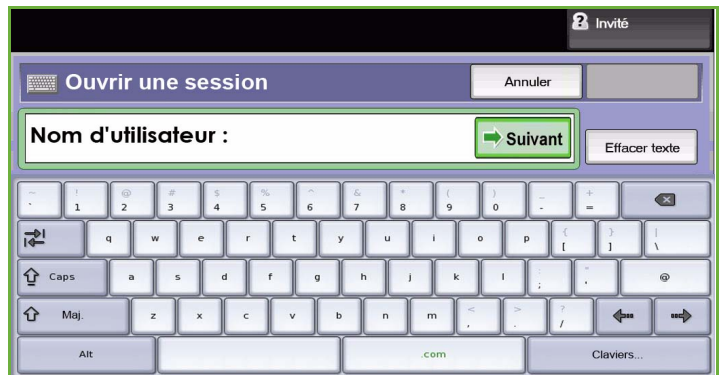 Invité
Ouvrir une session Annuler
Nom d'utilisateur : Suivant Effacer texte
~ ! @ # $ % ^ & * ( ) _ +
` 1 2 3 4 5 6 7 8 9 0 - =
q w e r t y u i o p { [ } ] | \
Caps a s d f g h j k l : ; " ' @
Maj. z x c v b n m < , > . ? /
Alt .com Claviers...